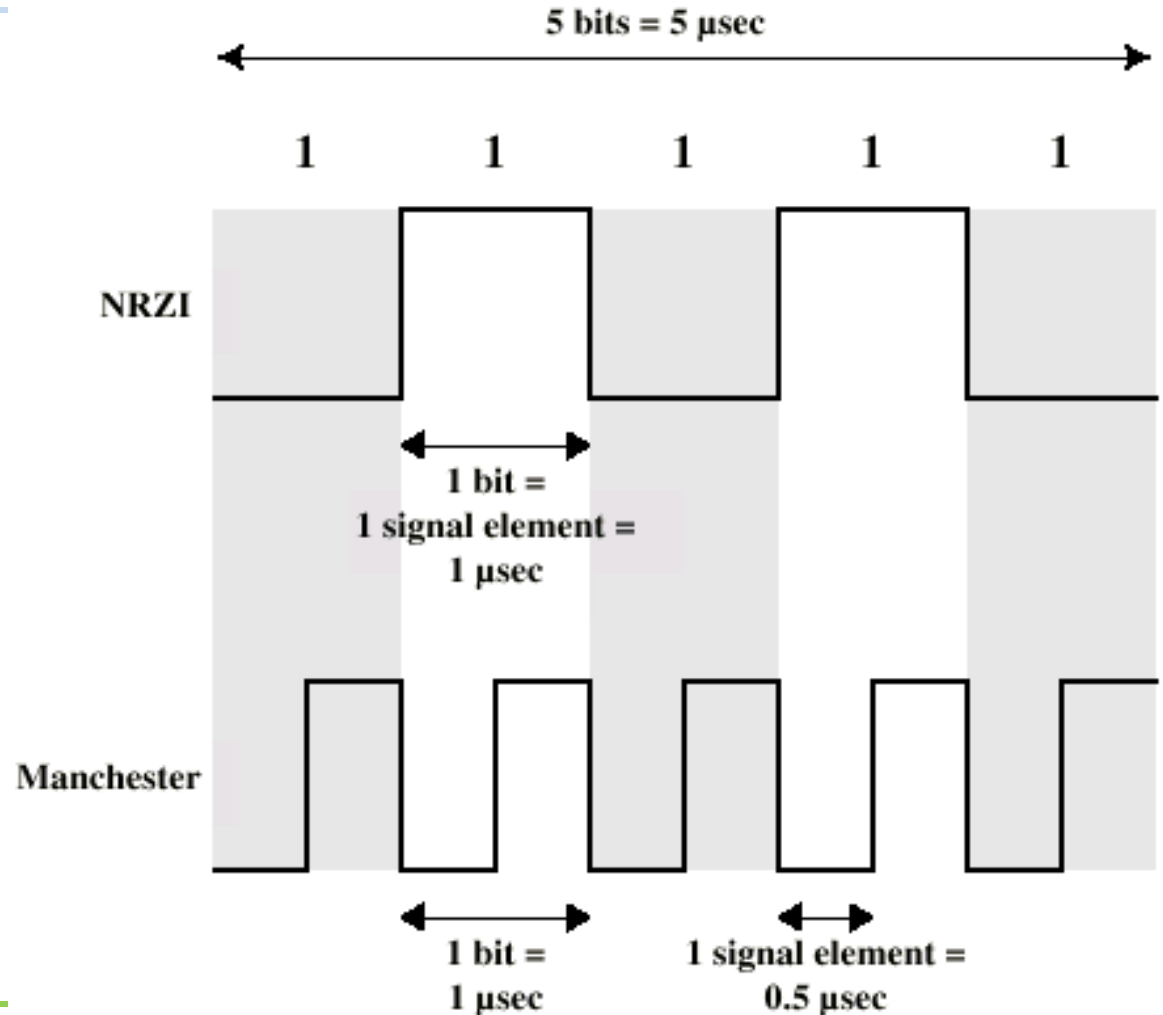 5 bits = 5 µsec
1 1 1 1 1
NRZI
1 bit =
1 signal element =
1 µsec
Manchester
1 bit =
1 µsec
1 signal element =
0.5 µsec